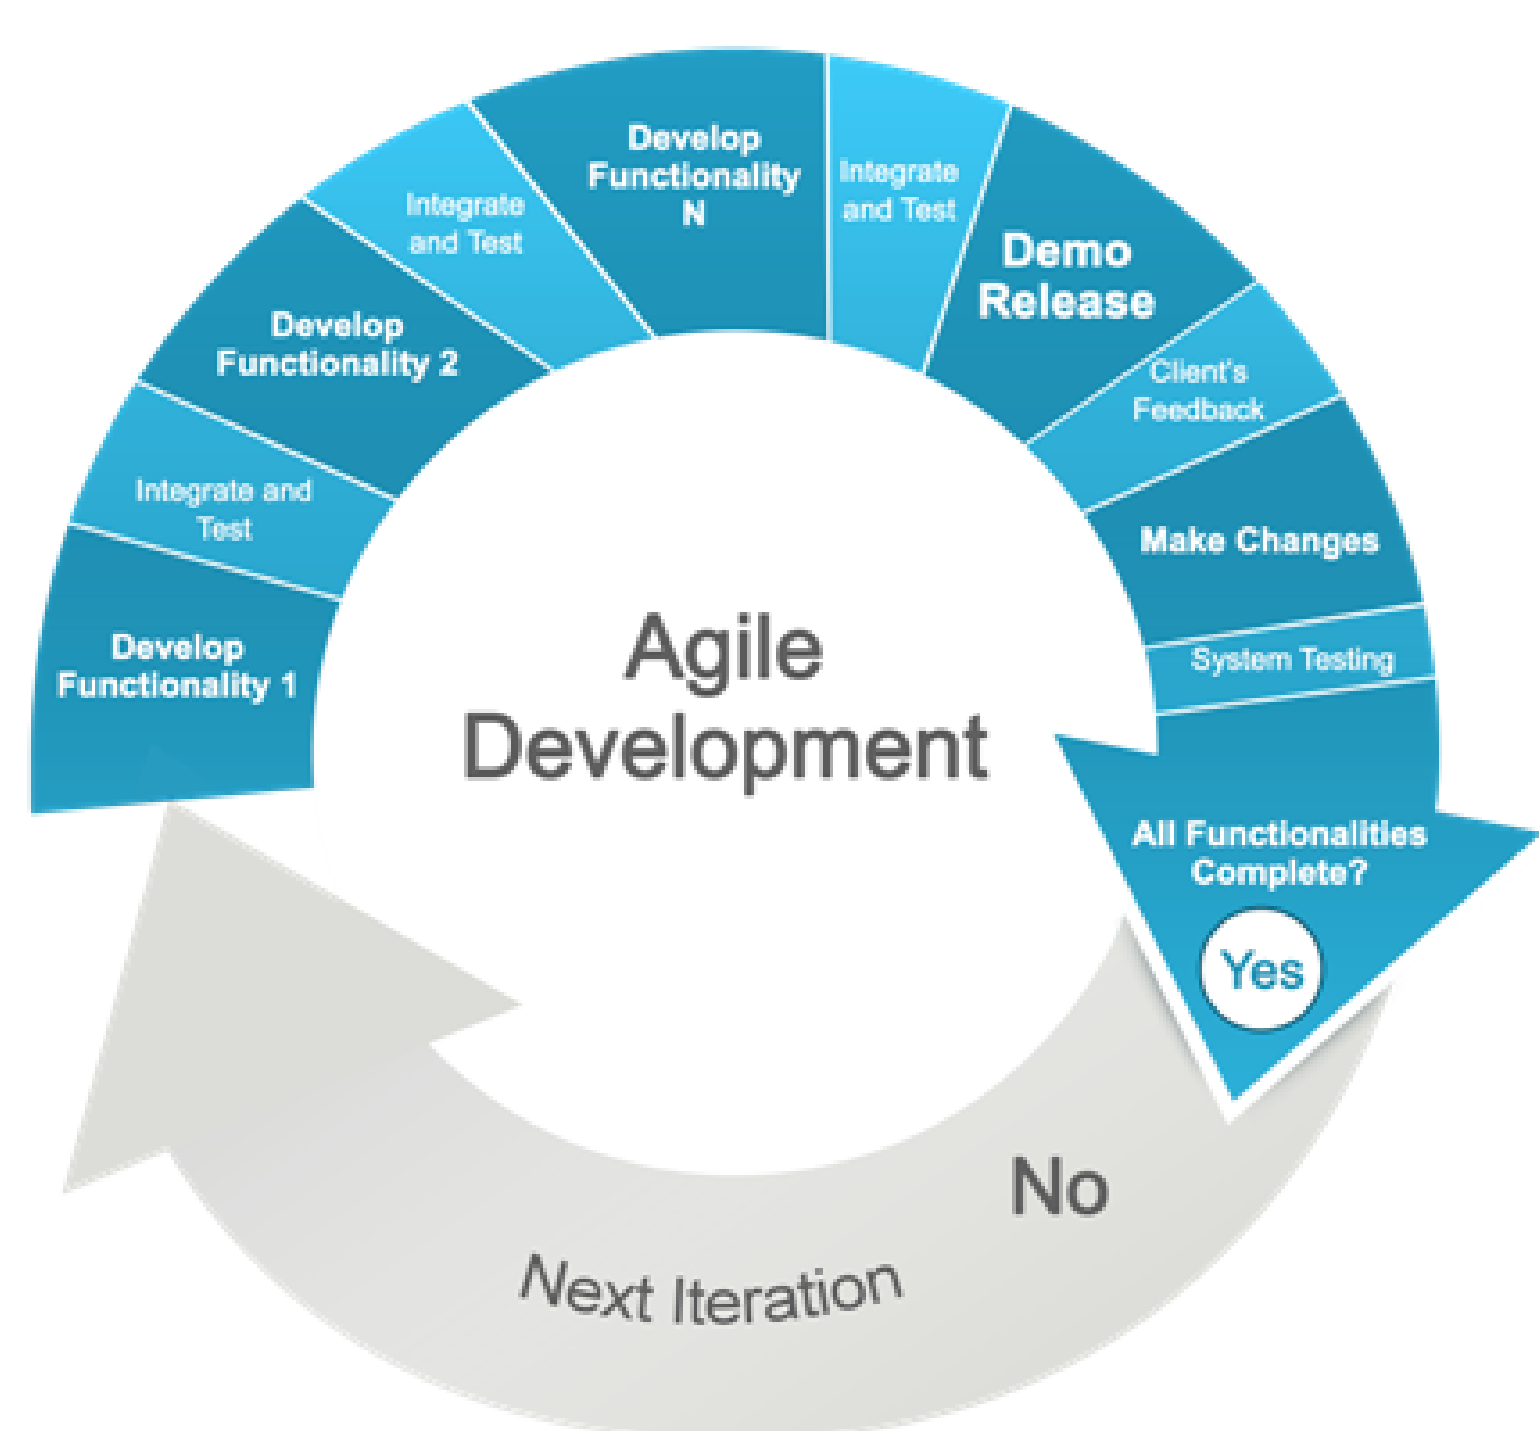 Develop
Functionality 1
Integrate and
Test
Develop
Functionality 2
Integrate
and Test
Develop
Functionality
N
Integrate
and Test
Demo
Release
Client's
Feedback
Make Changes
System Testing
All Functionalities
Complete?
Yes
No
Next Iteration
Agile
Development